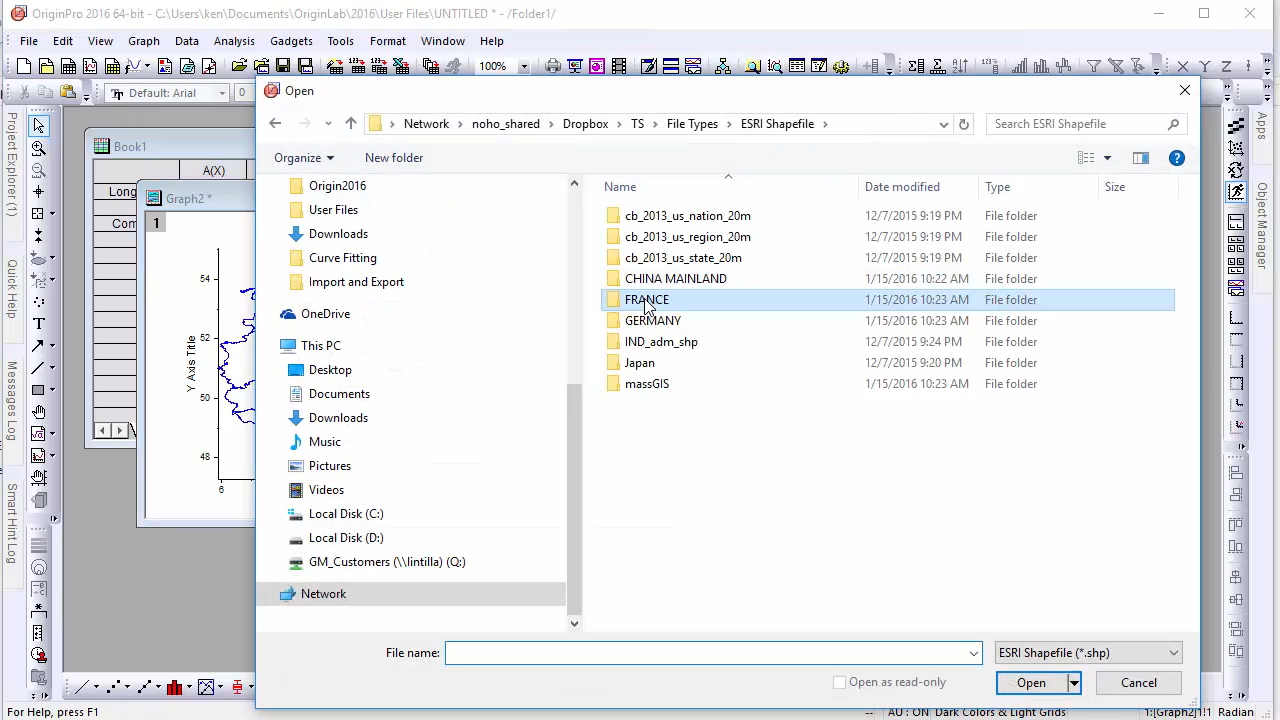 OriginPro 2016 64-bit - C:\Users\ken\Documents\OriginLab\2016\User Files\UNTITLED * - /Folder1/
File Edit View Graph Data Analysis Gadgets Tools Format Window Help
100%
Default: Arial 0
Open
Network noho_shared Dropbox TS File Types ESRI Shapefile
Search ESRI Shapefile
Organize New folder
Name Date modified Type Size
Origin2016
User Files
Downloads
Curve Fitting
Import and Export
OneDrive
This PC
Desktop
Documents
Downloads
Music
Pictures
Videos
Local Disk (C:)
Local Disk (D:)
GM_Customers (\\lintilla) (Q:)
Network
cb_2013_us_nation_20m 12/7/2015 9:19 PM File folder
cb_2013_us_region_20m 12/7/2015 9:19 PM File folder
cb_2013_us_state_20m 12/7/2015 9:19 PM File folder
CHINA MAINLAND 1/15/2016 10:22 AM File folder
FRANCE 1/15/2016 10:23 AM File folder
GERMANY 1/15/2016 10:23 AM File folder
IND_adm_shp 12/7/2015 9:24 PM File folder
Japan 12/7/2015 9:20 PM File folder
massGIS 1/15/2016 10:23 AM File folder
File name:
ESRI Shapefile (*.shp)
Open as read-only
Open
Cancel
Project Explorer (1)
Quick Help
Messages Log
Smart Hint Log
Book1
A(X)
Long
Com
Graph2 *
1
Y Axis Title
54
52
50
48
6
Object Manager
For Help, press F1
-- AU : ON Dark Colors & Light Grids 1:[Graph2]1!1 Radian